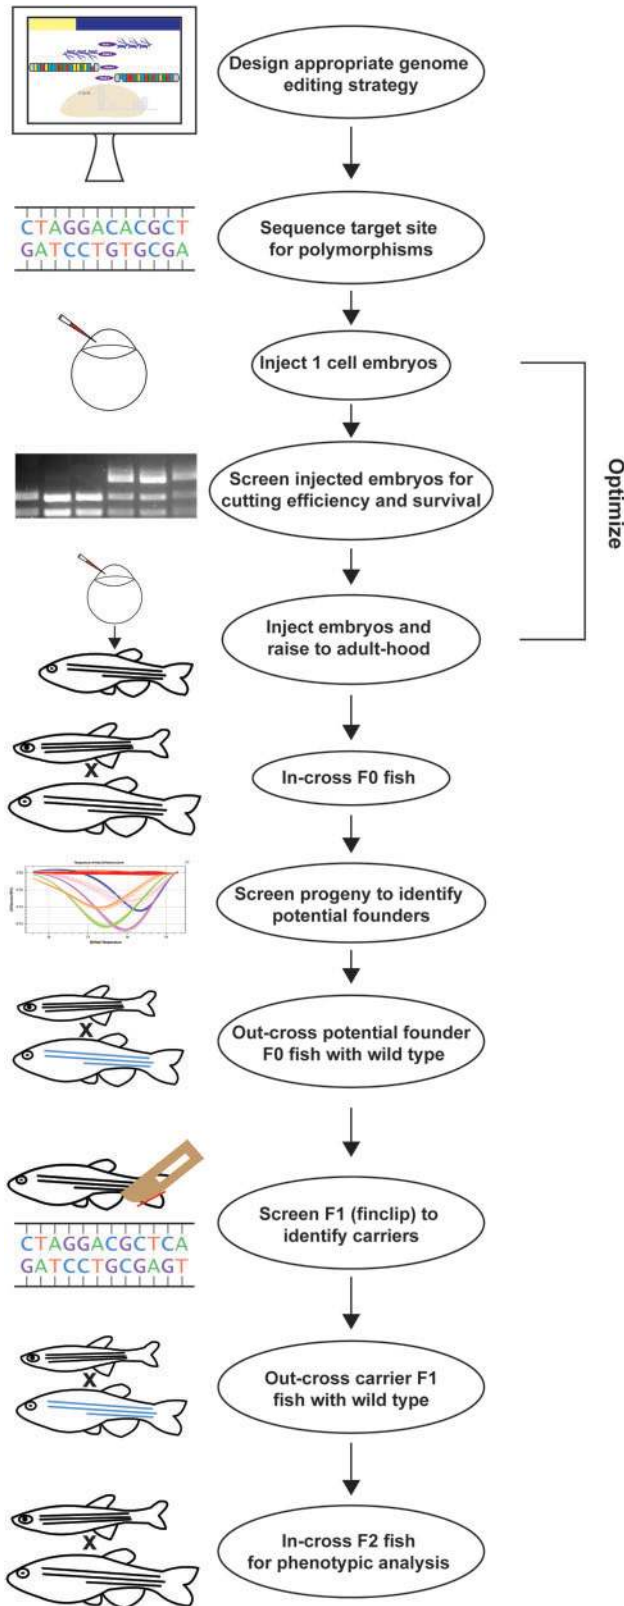 Design appropriate genome
editing strategy
CTAGGACACGCT
GATCCTGTGCGA
Sequence target site
for polymorphisms
Inject 1 cell embryos
Screen injected embryos for
cutting efficiency and survival
Optimize
Inject embryos and
raise to adult-hood
X
In-cross F0 fish
Screen progeny to identify
potential founders
X
Out-cross potential founder
F0 fish with wild type
Screen F1 (finclip) to
identify carriers
CTAGGACGCTCA
GATCCTGCGAGT
X
Out-cross carrier F1
fish with wild type
X
In-cross F2 fish
for phenotypic analysis